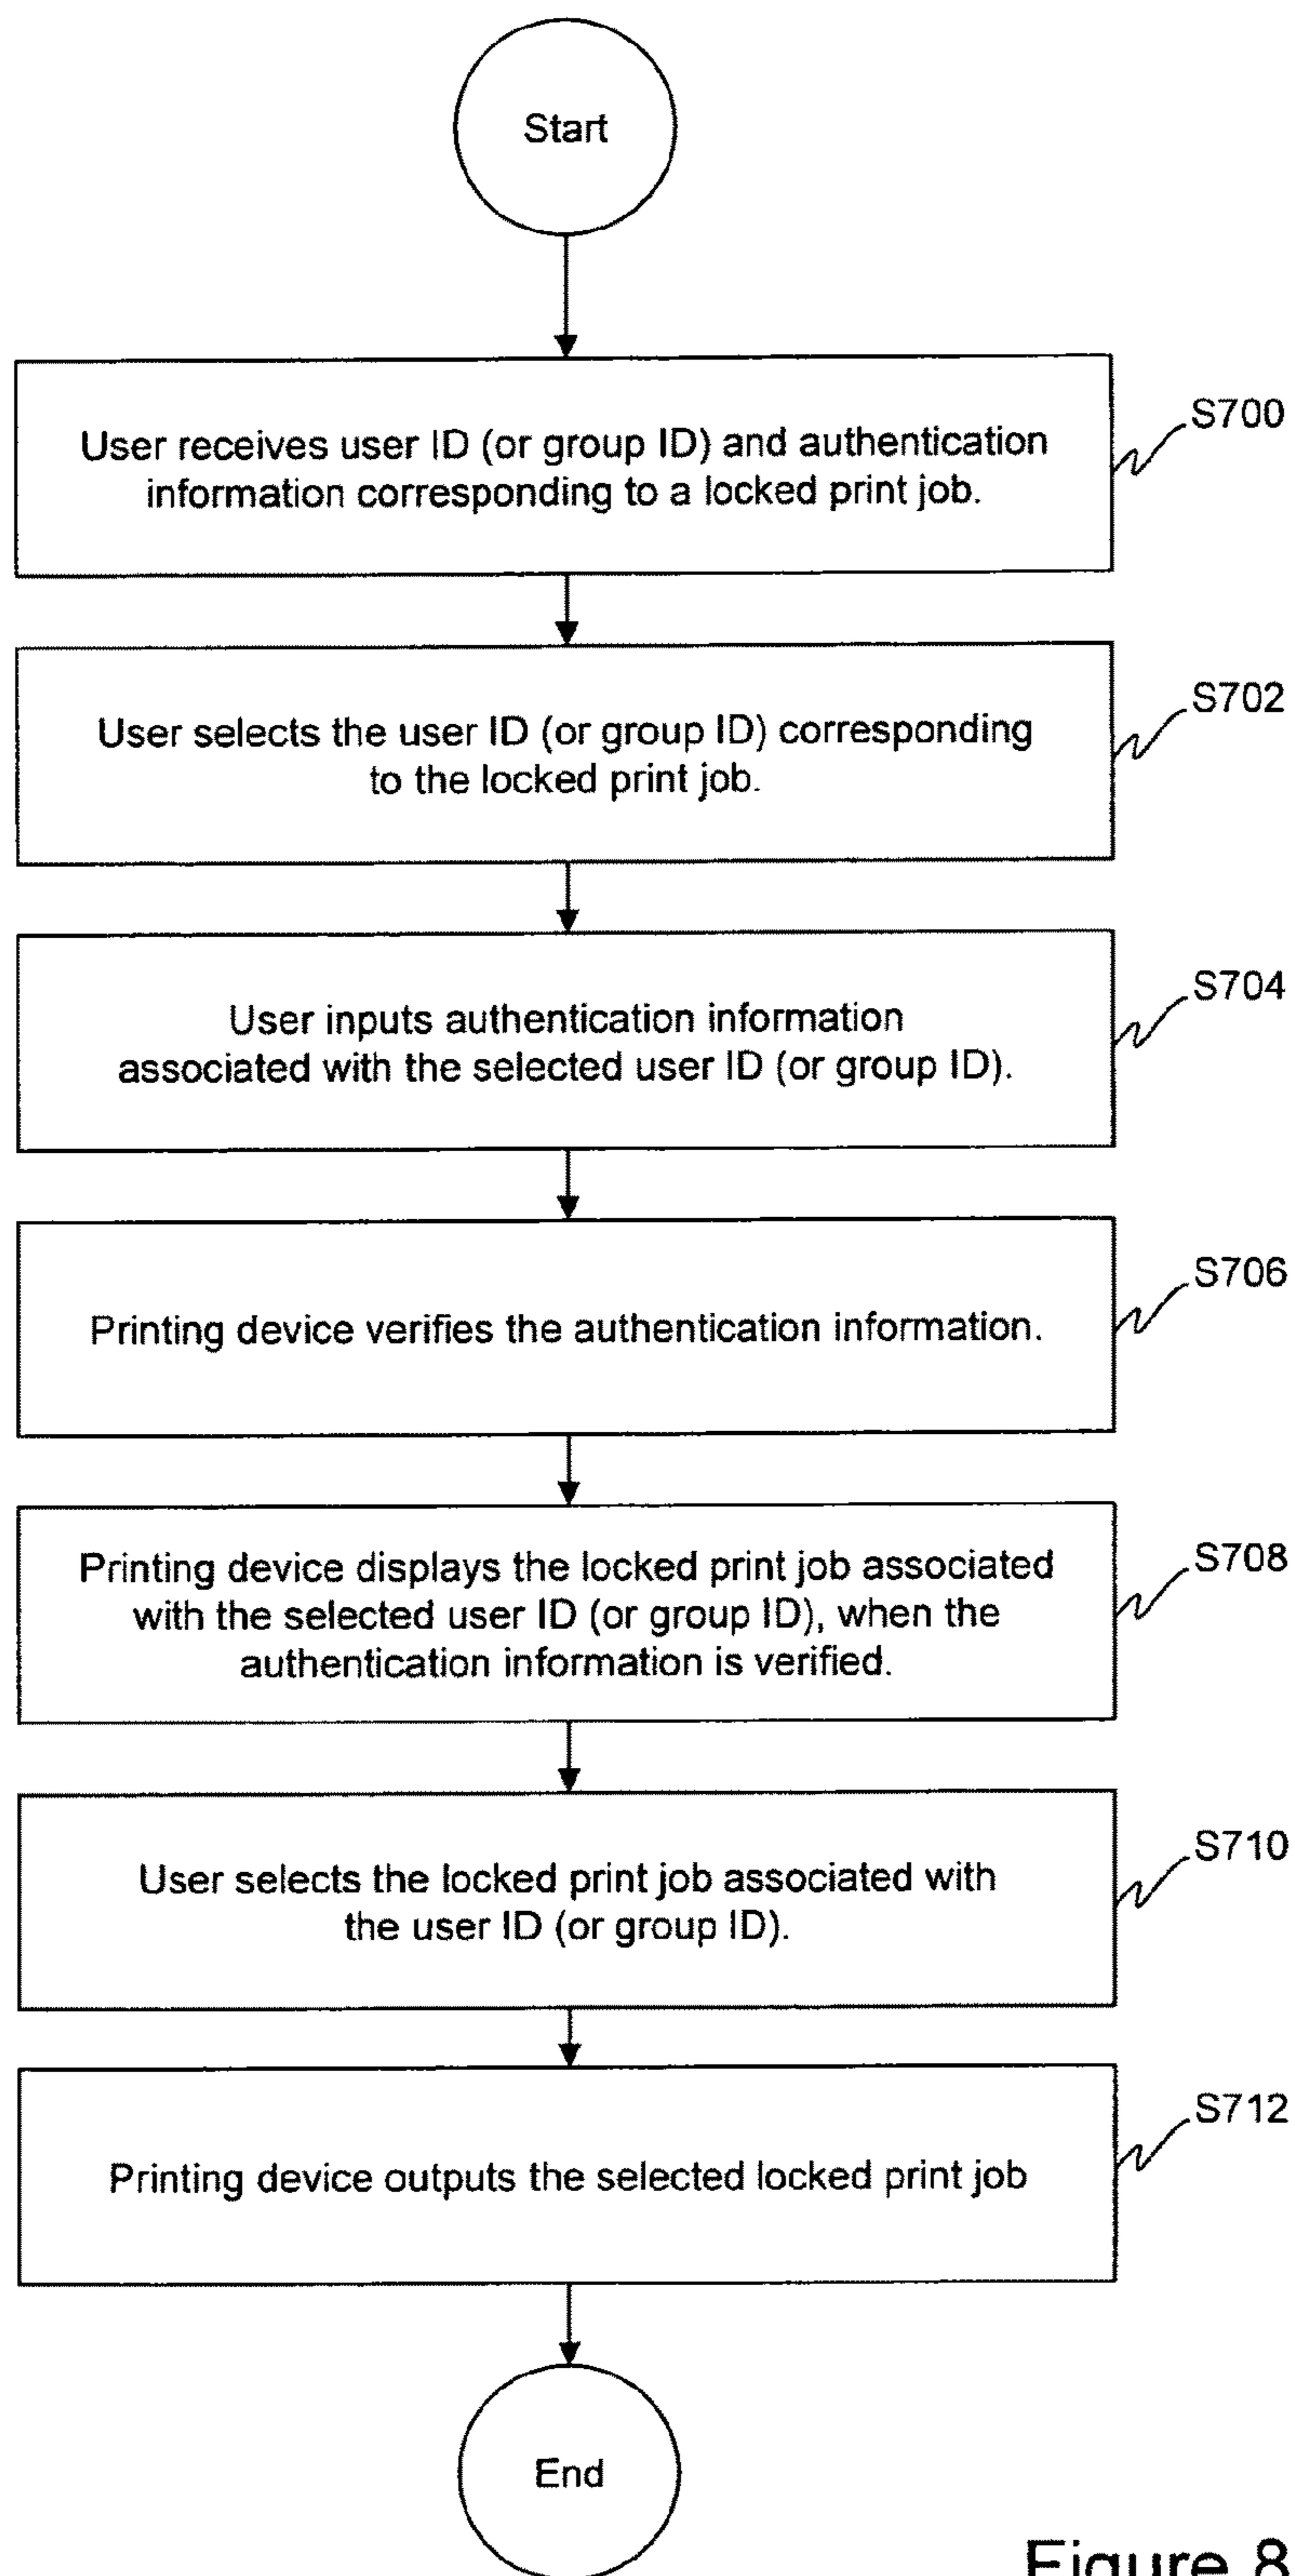 Start
User receives user ID (or group ID) and authentication
information corresponding to a locked print job.
S700
User selects the user ID (or group ID) corresponding
to the locked print job.
S702
User inputs authentication information
associated with the selected user ID (or group ID).
S704
Printing device verifies the authentication information.
S706
Printing device displays the locked print job associated
with the selected user ID (or group ID), when the
authentication information is verified.
S708
User selects the locked print job associated with
the user ID (or group ID).
S710
Printing device outputs the selected locked print job
S712
End
Figure 8